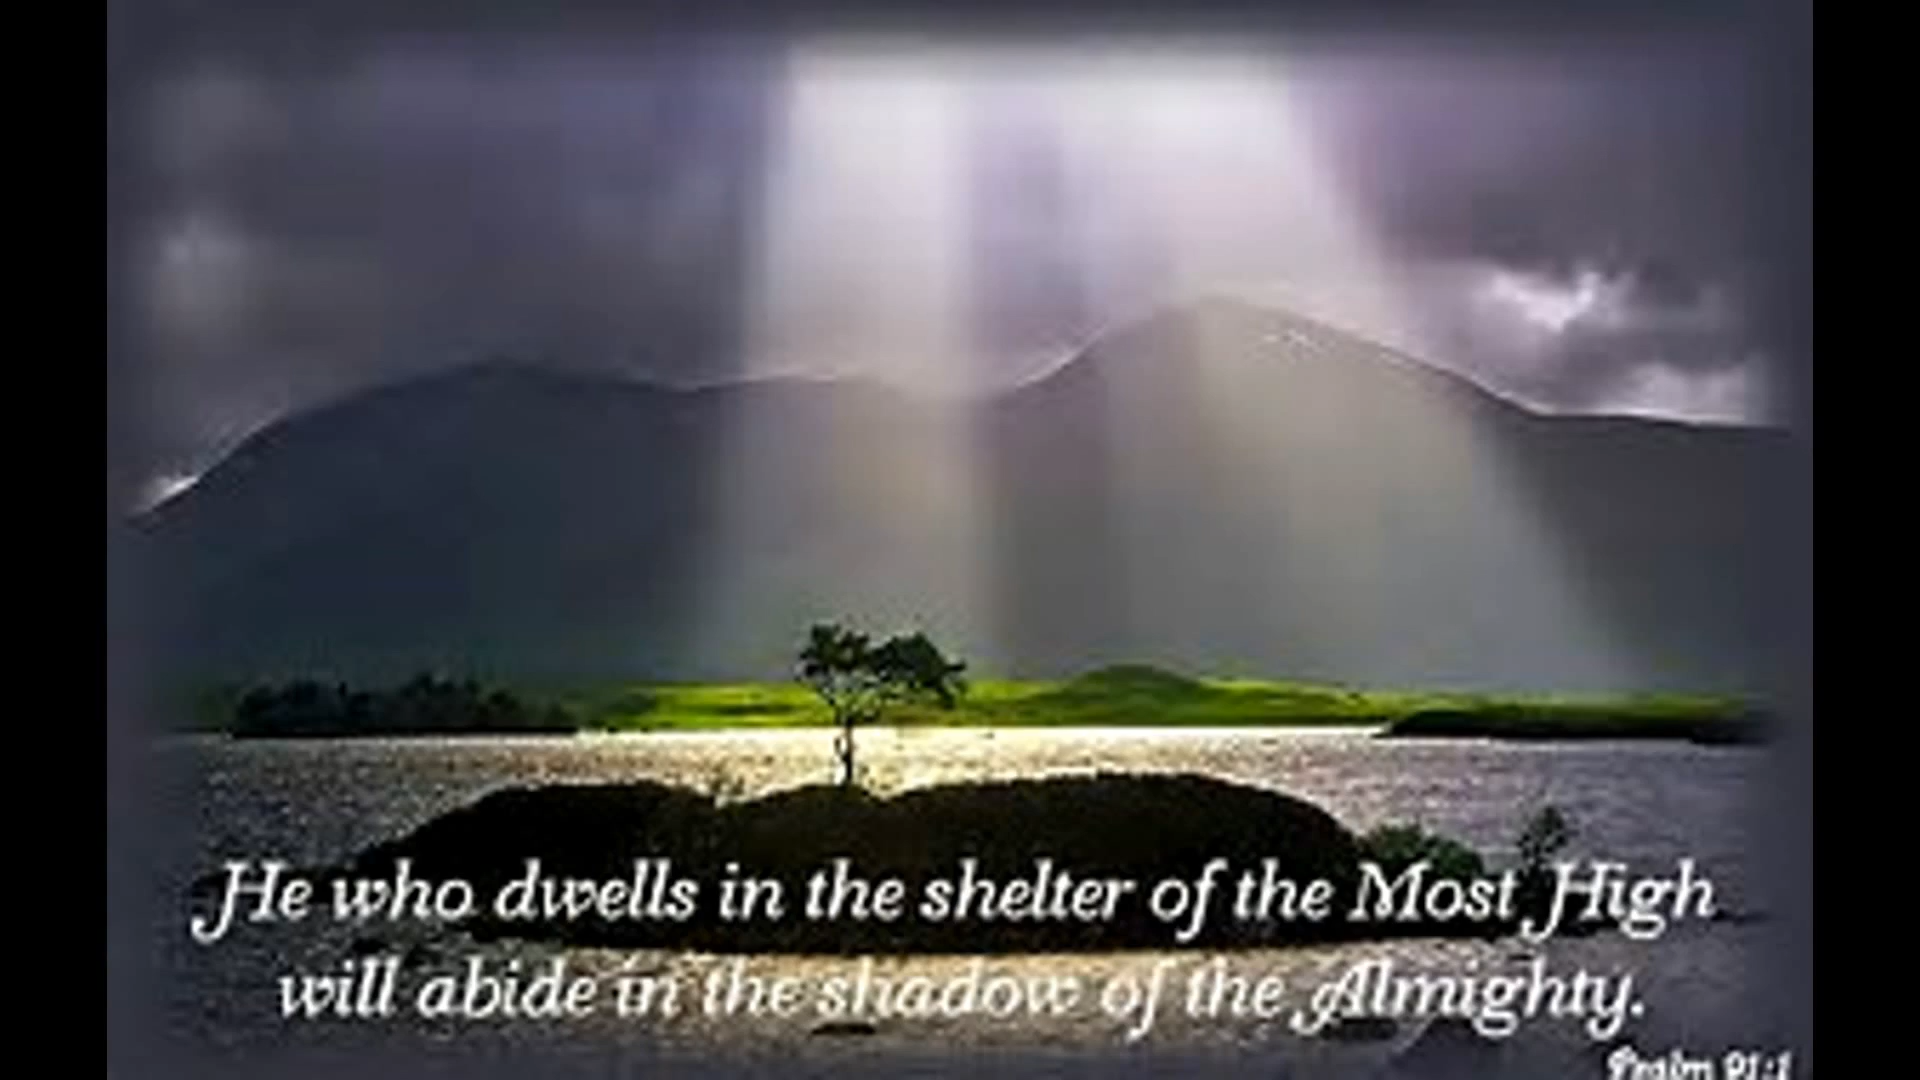 He who dwells in the shelter of the Most High
will abide in the shadow of the Almighty.
Psalm 91:1